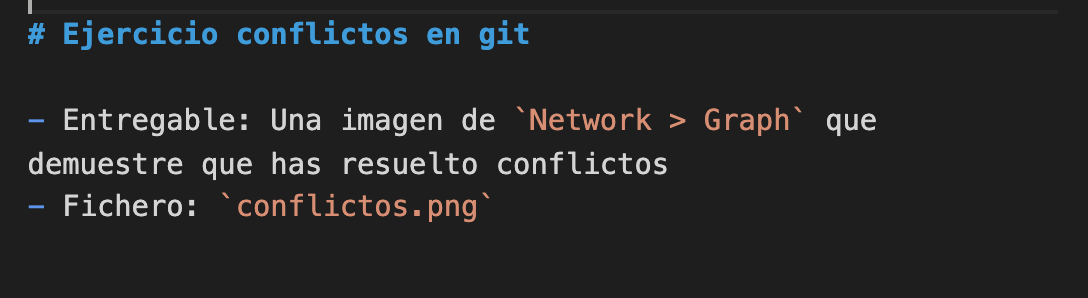 # Ejercicio conflictos en git
- Entregable: Una imagen de `Network > Graph` que
demuestre que has resuelto conflictos
- Fichero: `conflictos.png`